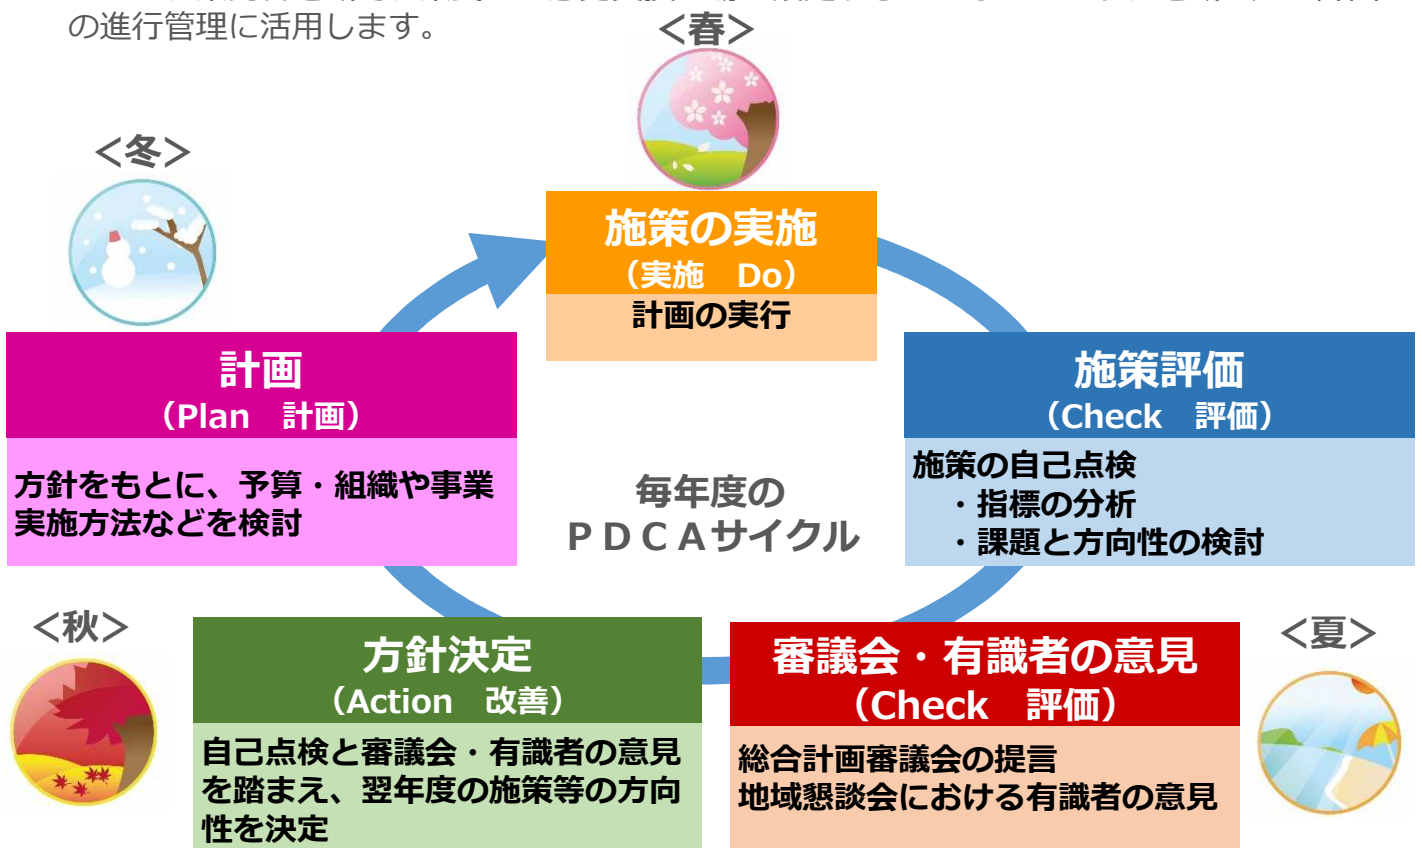 の進行管理に活用します。
＜春＞
＜冬＞
施策の実施
（実施　Do）
計画の実行
計画
（Plan　計画）
方針をもとに、予算・組織や事業
実施方法などを検討
施策評価
（Check　評価）
施策の自己点検
・指標の分析
・課題と方向性の検討
毎年度の
ＰＤＣＡサイクル
＜秋＞
方針決定
（Action　改善）
自己点検と審議会・有識者の意見
を踏まえ、翌年度の施策等の方向
性を決定
審議会・有識者の意見
（Check　評価）
総合計画審議会の提言
地域懇談会における有識者の意見
＜夏＞